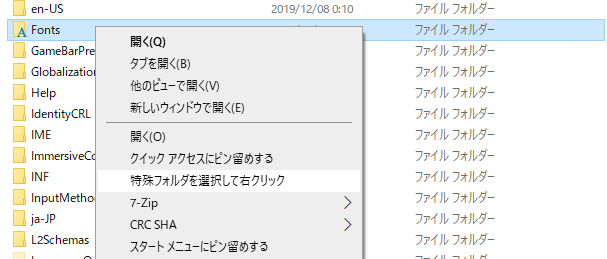 en-US 2019/12/08 0:10 ファイル フォルダー
Fonts ファイル フォルダー
開く(Q)
GameBarPre ファイル フォルダー
タブを開く(B)
Globalization ファイル フォルダー
他のビューで開く(V)
Help ファイル フォルダー
新しいウィンドウで開く(E)
IdentityCRL ファイル フォルダー
IME ファイル フォルダー
開く(O)
ImmersiveCo ファイル フォルダー
クイック アクセスにピン留めする
INF ファイル フォルダー
特殊フォルダを選択して右クリック
InputMetho ファイル フォルダー
7-Zip
ja-JP ファイル フォルダー
CRC SHA
L2Schemas ファイル フォルダー
スタート メニューにピン留めする
ファイル フォルダー